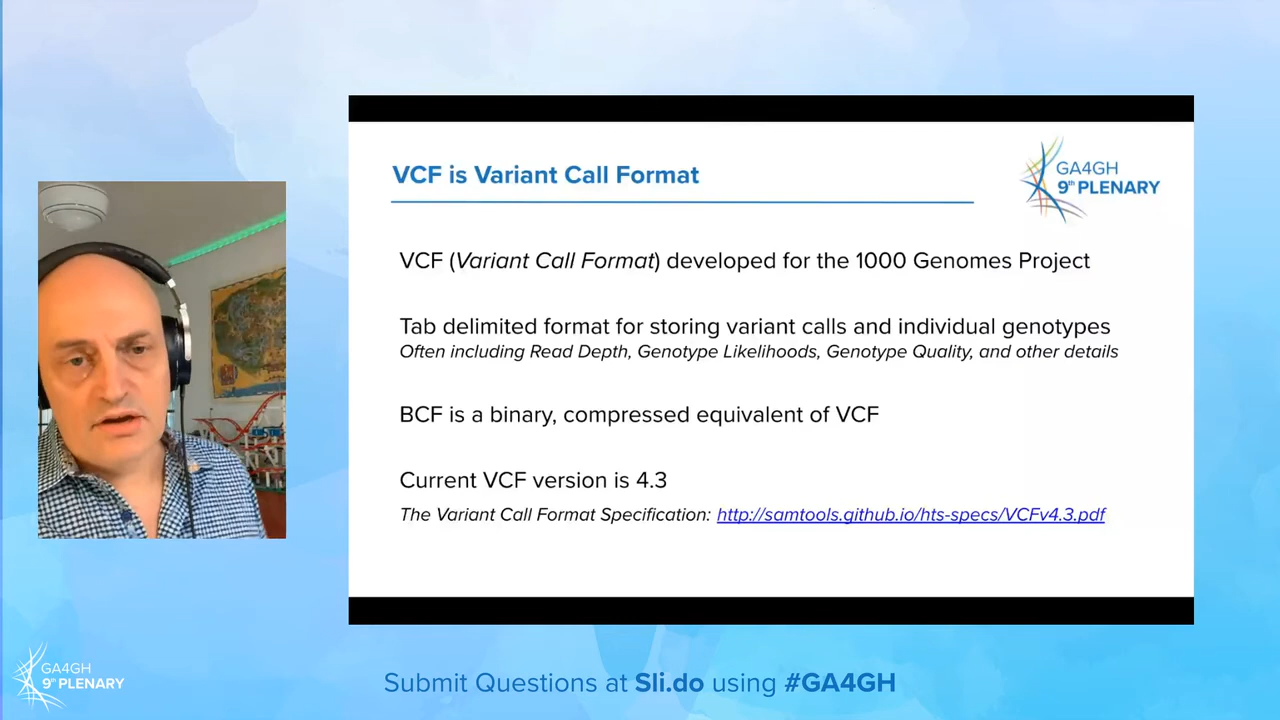 VCF is Variant Call Format
GA4GH
9th PLENARY
VCF (Variant Call Format) developed for the 1000 Genomes Project
Tab delimited format for storing variant calls and individual genotypes
Often including Read Depth, Genotype Likelihoods, Genotype Quality, and other details
BCF is a binary, compressed equivalent of VCF
Current VCF version is 4.3
The Variant Call Format Specification: http://samtools.github.io/hts-specs/VCFv4.3.pdf
GA4GH
9th PLENARY
Submit Questions at Sli.do using #GA4GH